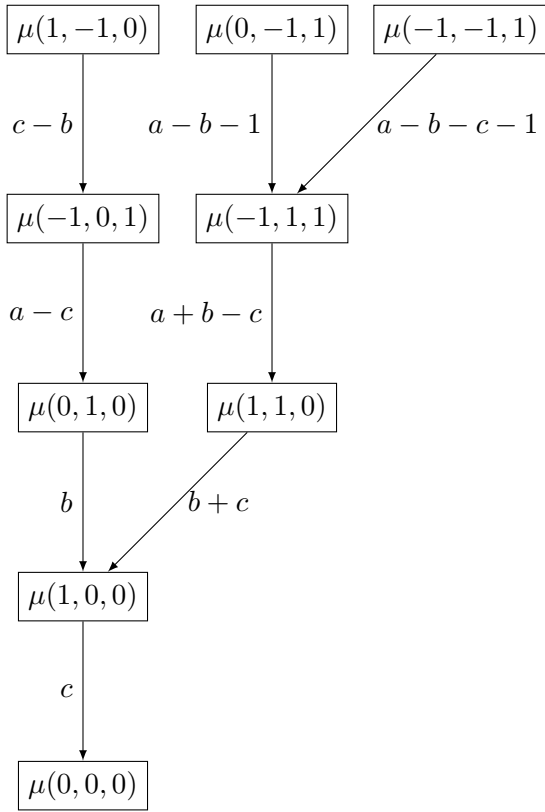 μ(1, −1, 0) μ(0, −1, 1) μ(−1, −1, 1)
c − b a − b − 1 a − b − c − 1
μ(−1, 0, 1) μ(−1, 1, 1)
a − c a + b − c
μ(0, 1, 0) μ(1, 1, 0)
b b + c
μ(1, 0, 0)
c
μ(0, 0, 0)